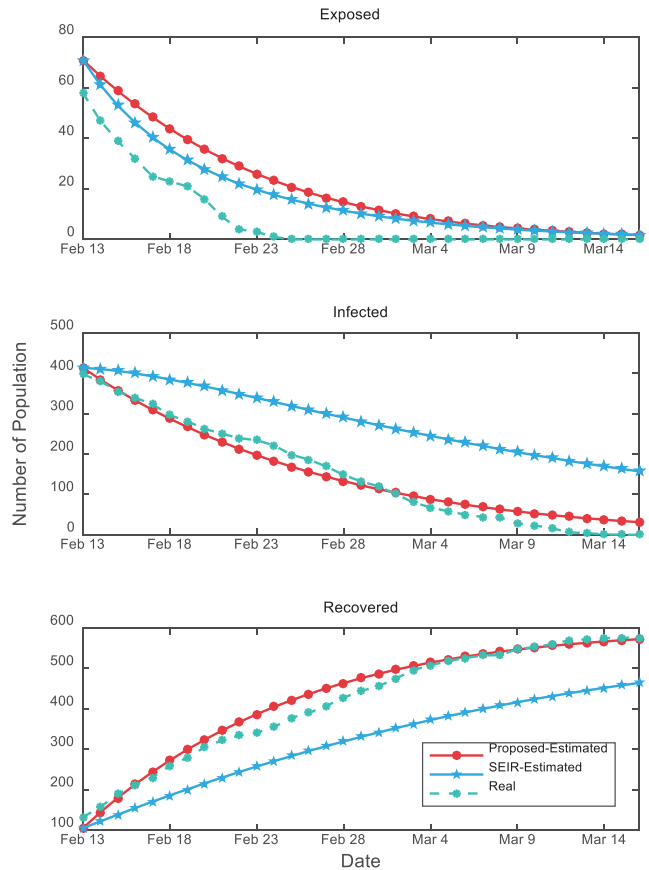 Exposed
80
60
40
20
0
Feb 13 Feb 18 Feb 23 Feb 28 Mar 4 Mar 9 Mar14
Infected
500
400
300
200
100
0
Feb 13 Feb 18 Feb 23 Feb 28 Mar 4 Mar 9 Mar 14
Number of Population
Recovered
600
500
400
300
200
100
Proposed-Estimated
SEIR-Estimated
Real
Feb 13 Feb 18 Feb 23 Feb 28 Mar 4 Mar 9 Mar 14
Date